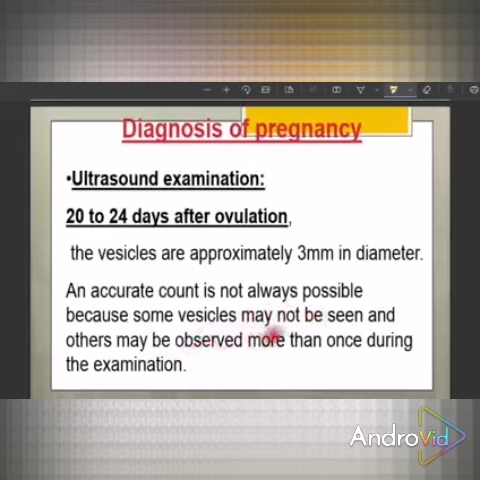 Diagnosis of pregnancy
•Ultrasound examination:
20 to 24 days after ovulation,
the vesicles are approximately 3mm in diameter.
An accurate count is not always possible
because some vesicles may not be seen and
others may be observed more than once during
the examination.
AndroVid